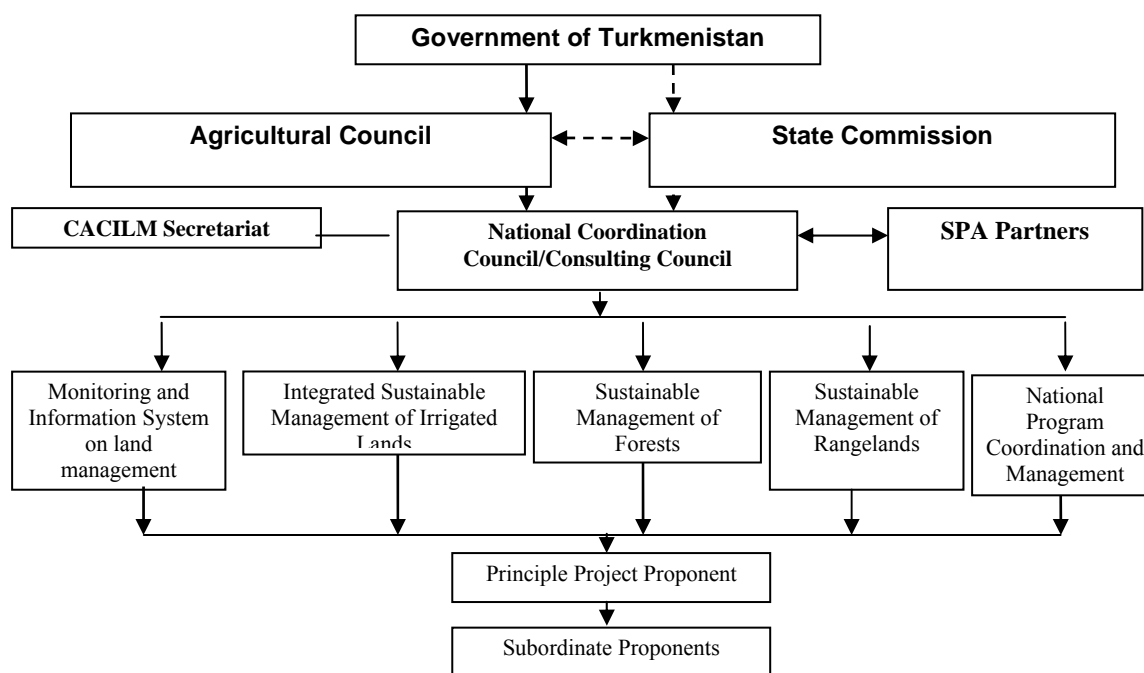 Government of Turkmenistan
Agricultural Council
State Commission
CACILM Secretariat
National Coordination
Council/Consulting Council
SPA Partners
Monitoring and
Information System
on land
management
Integrated Sustainable
Management of Irrigated
Lands
Sustainable
Management of
Forests
Sustainable
Management of
Rangelands
National
Program
Coordination and
Management
Principle Project Proponent
Subordinate Proponents